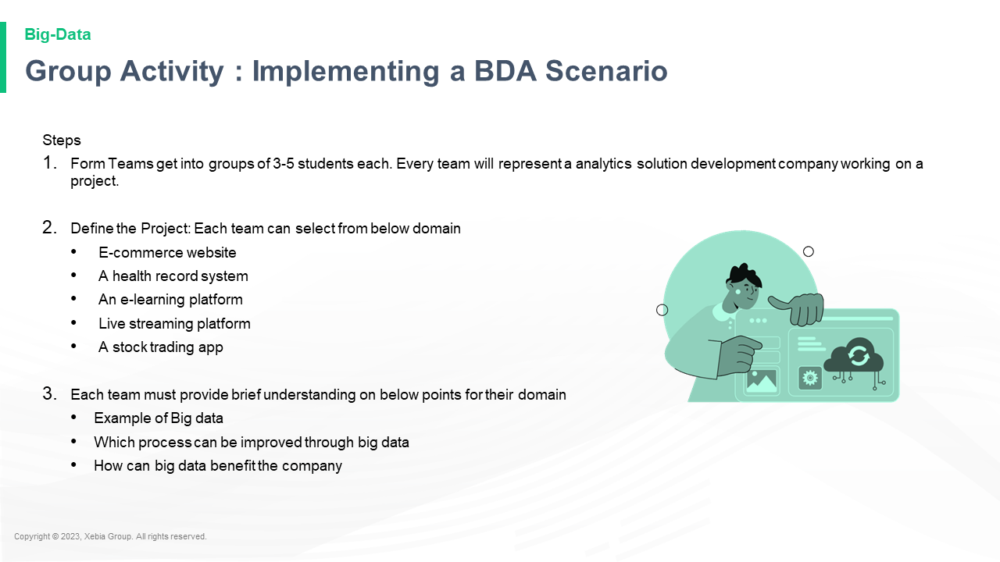 Big-Data
Group Activity : Implementing a BDA Scenario
Steps
1. Form Teams get into groups of 3-5 students each. Every team will represent a analytics solution development company working on a
project.
2. Define the Project: Each team can select from below domain
• E-commerce website
• A health record system
• An e-learning platform
• Live streaming platform
• A stock trading app
3. Each team must provide brief understanding on below points for their domain
• Example of Big data
• Which process can be improved through big data
• How can big data benefit the company
Copyright © 2023, Xebia Group. All rights reserved.